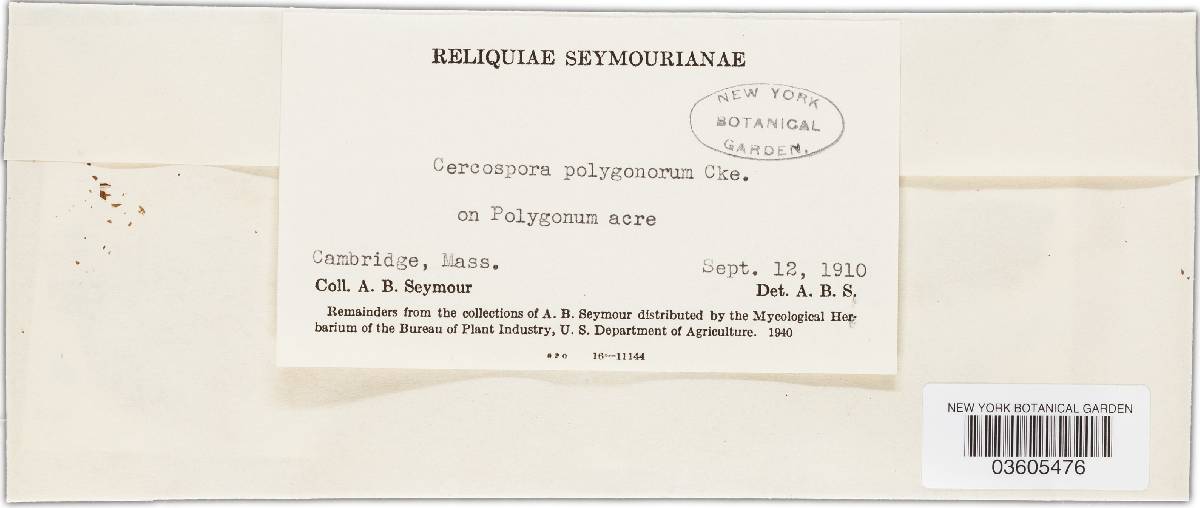 RELIQUIAE SEYMOURIANAE
NEW YORK
BOTANICAL
GARDEN.
Cercospora polygonorum Cke.
on Polygonum acre
Cambridge, Mass.
Sept. 12, 1910
Coll. A. B. Seymour
Det. A. B. S.
Remainders from the collections of A. B. Seymour distributed by the Mycological Her-
barium of the Bureau of Plant Industry, U. S. Department of Agriculture. 1940
16—11144
NEW YORK BOTANICAL GARDEN
03605476